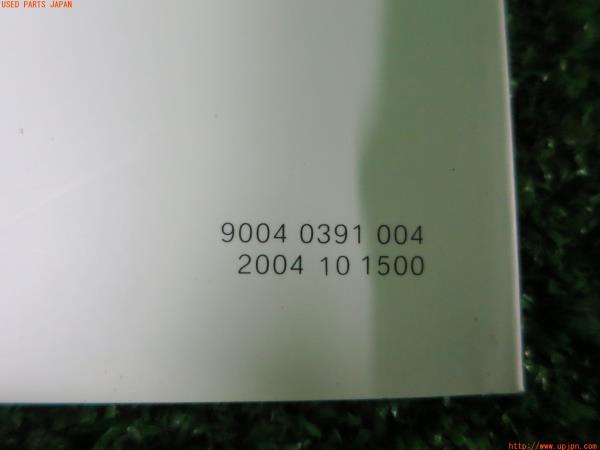 USED PARTS JAPAN
9004 0391 004
2004 10 1500
http://www.upjpn.com/